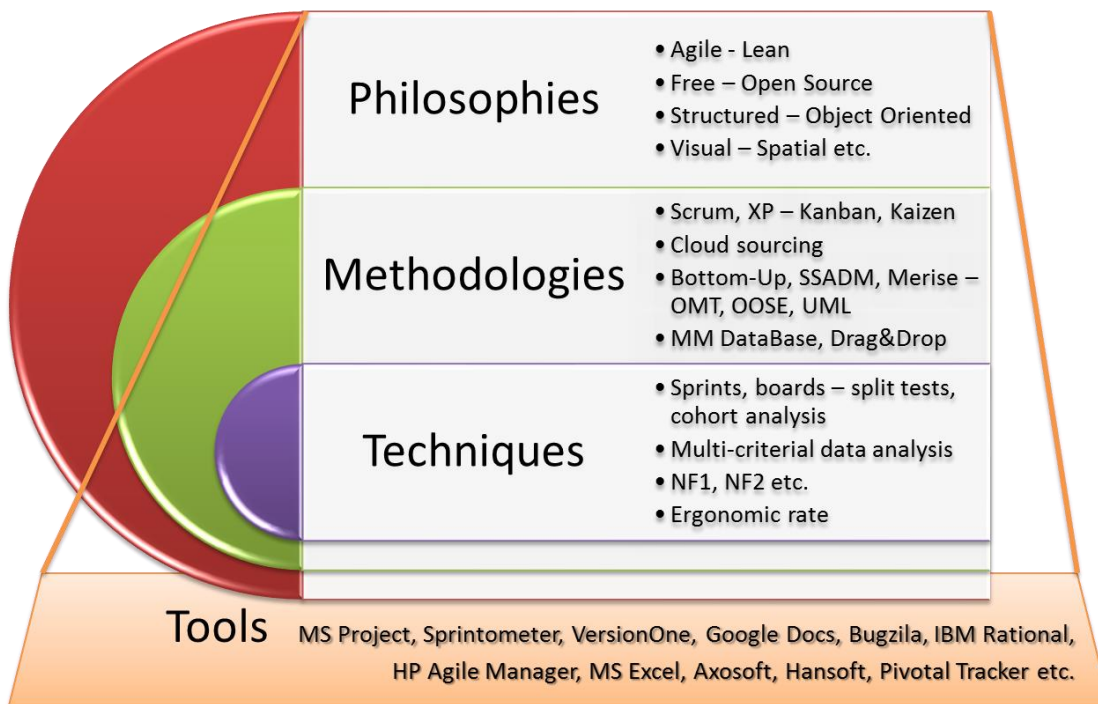 Philosophies
• Agile - Lean
• Free – Open Source
• Structured – Object Oriented
• Visual – Spatial etc.
Methodologies
• Scrum, XP – Kanban, Kaizen
• Cloud sourcing
• Bottom-Up, SSADM, Merise –
OMT, OOSE, UML
• MM DataBase, Drag&Drop
Techniques
• Sprints, boards – split tests,
cohort analysis
• Multi-criterial data analysis
• NF1, NF2 etc.
• Ergonomic rate
Tools
MS Project, Sprintometer, VersionOne, Google Docs, Bugzila, IBM Rational,
HP Agile Manager, MS Excel, Axosoft, Hansoft, Pivotal Tracker etc.